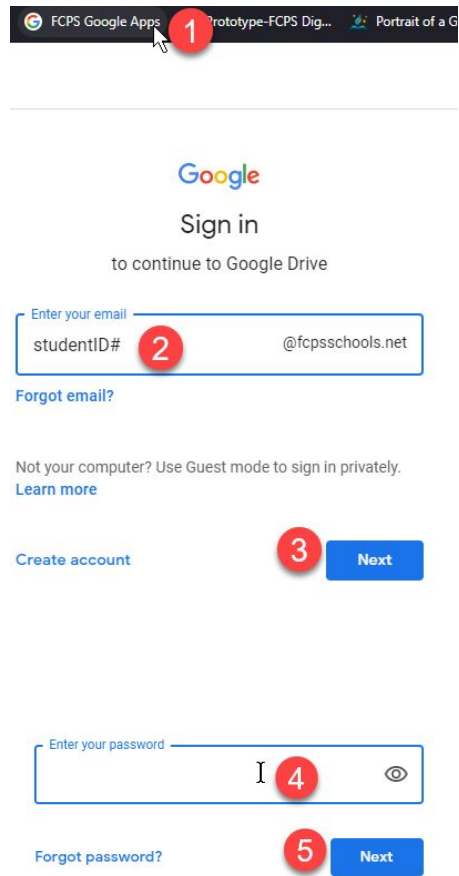 G FCPS Google Apps 1 Prototype-FCPS Dig... Portrait of a G
Google
Sign in
to continue to Google Drive
Enter your email
studentID# 2 @fcpsschools.net
Forgot email?
Not your computer? Use Guest mode to sign in privately.
Learn more
Create account 3 Next
Enter your password
4
Forgot password? 5 Next